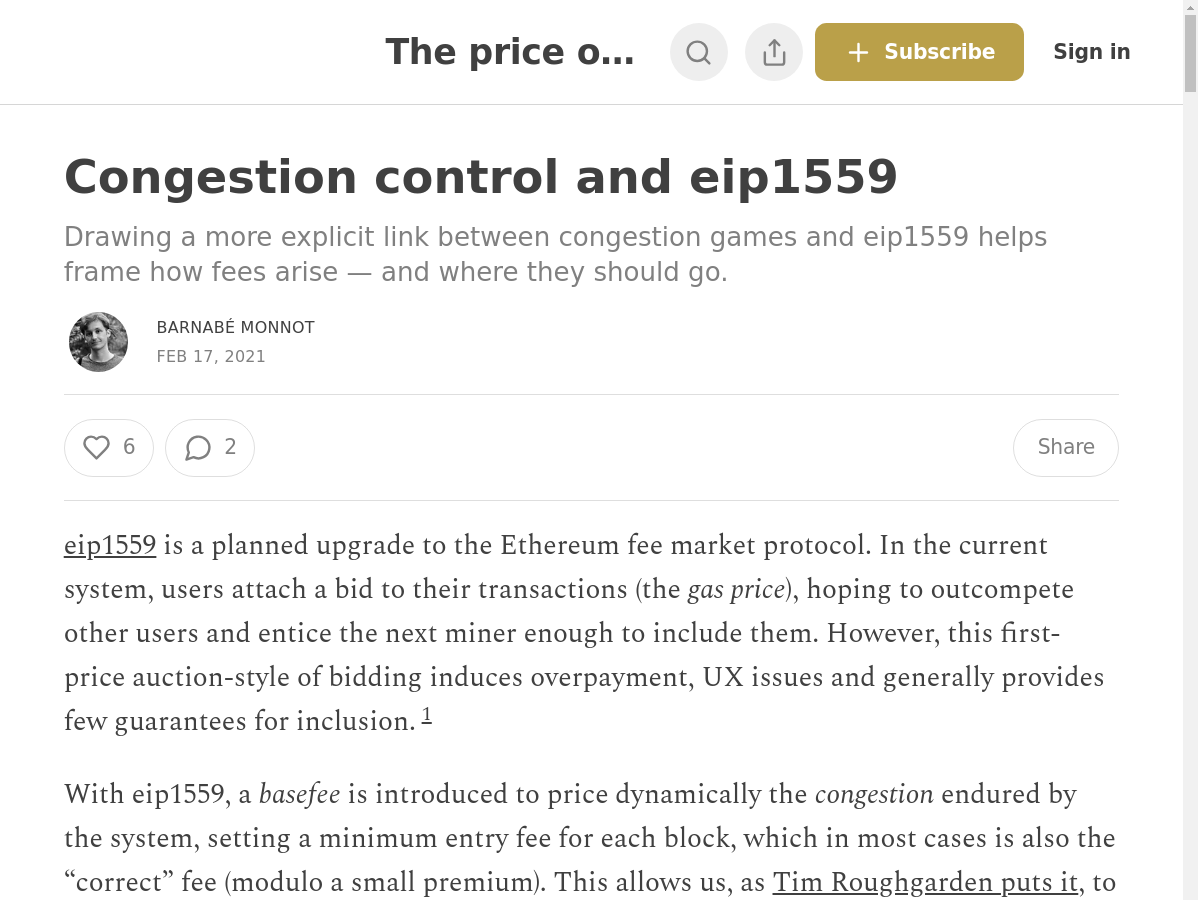 The price o...
Subscribe
Sign in
Congestion control and eip1559
Drawing a more explicit link between congestion games and eip1559 helps
frame how fees arise — and where they should go.
BARNABÉ MONNOT
FEB 17, 2021
6
2
Share
eip1559 is a planned upgrade to the Ethereum fee market protocol. In the current
system, users attach a bid to their transactions (the gas price), hoping to outcompete
other users and entice the next miner enough to include them. However, this first-
price auction-style of bidding induces overpayment, UX issues and generally provides
few guarantees for inclusion. 1
With eip1559, a basefee is introduced to price dynamically the congestion endured by
the system, setting a minimum entry fee for each block, which in most cases is also the
“correct” fee (modulo a small premium). This allows us, as Tim Roughgarden puts it, to